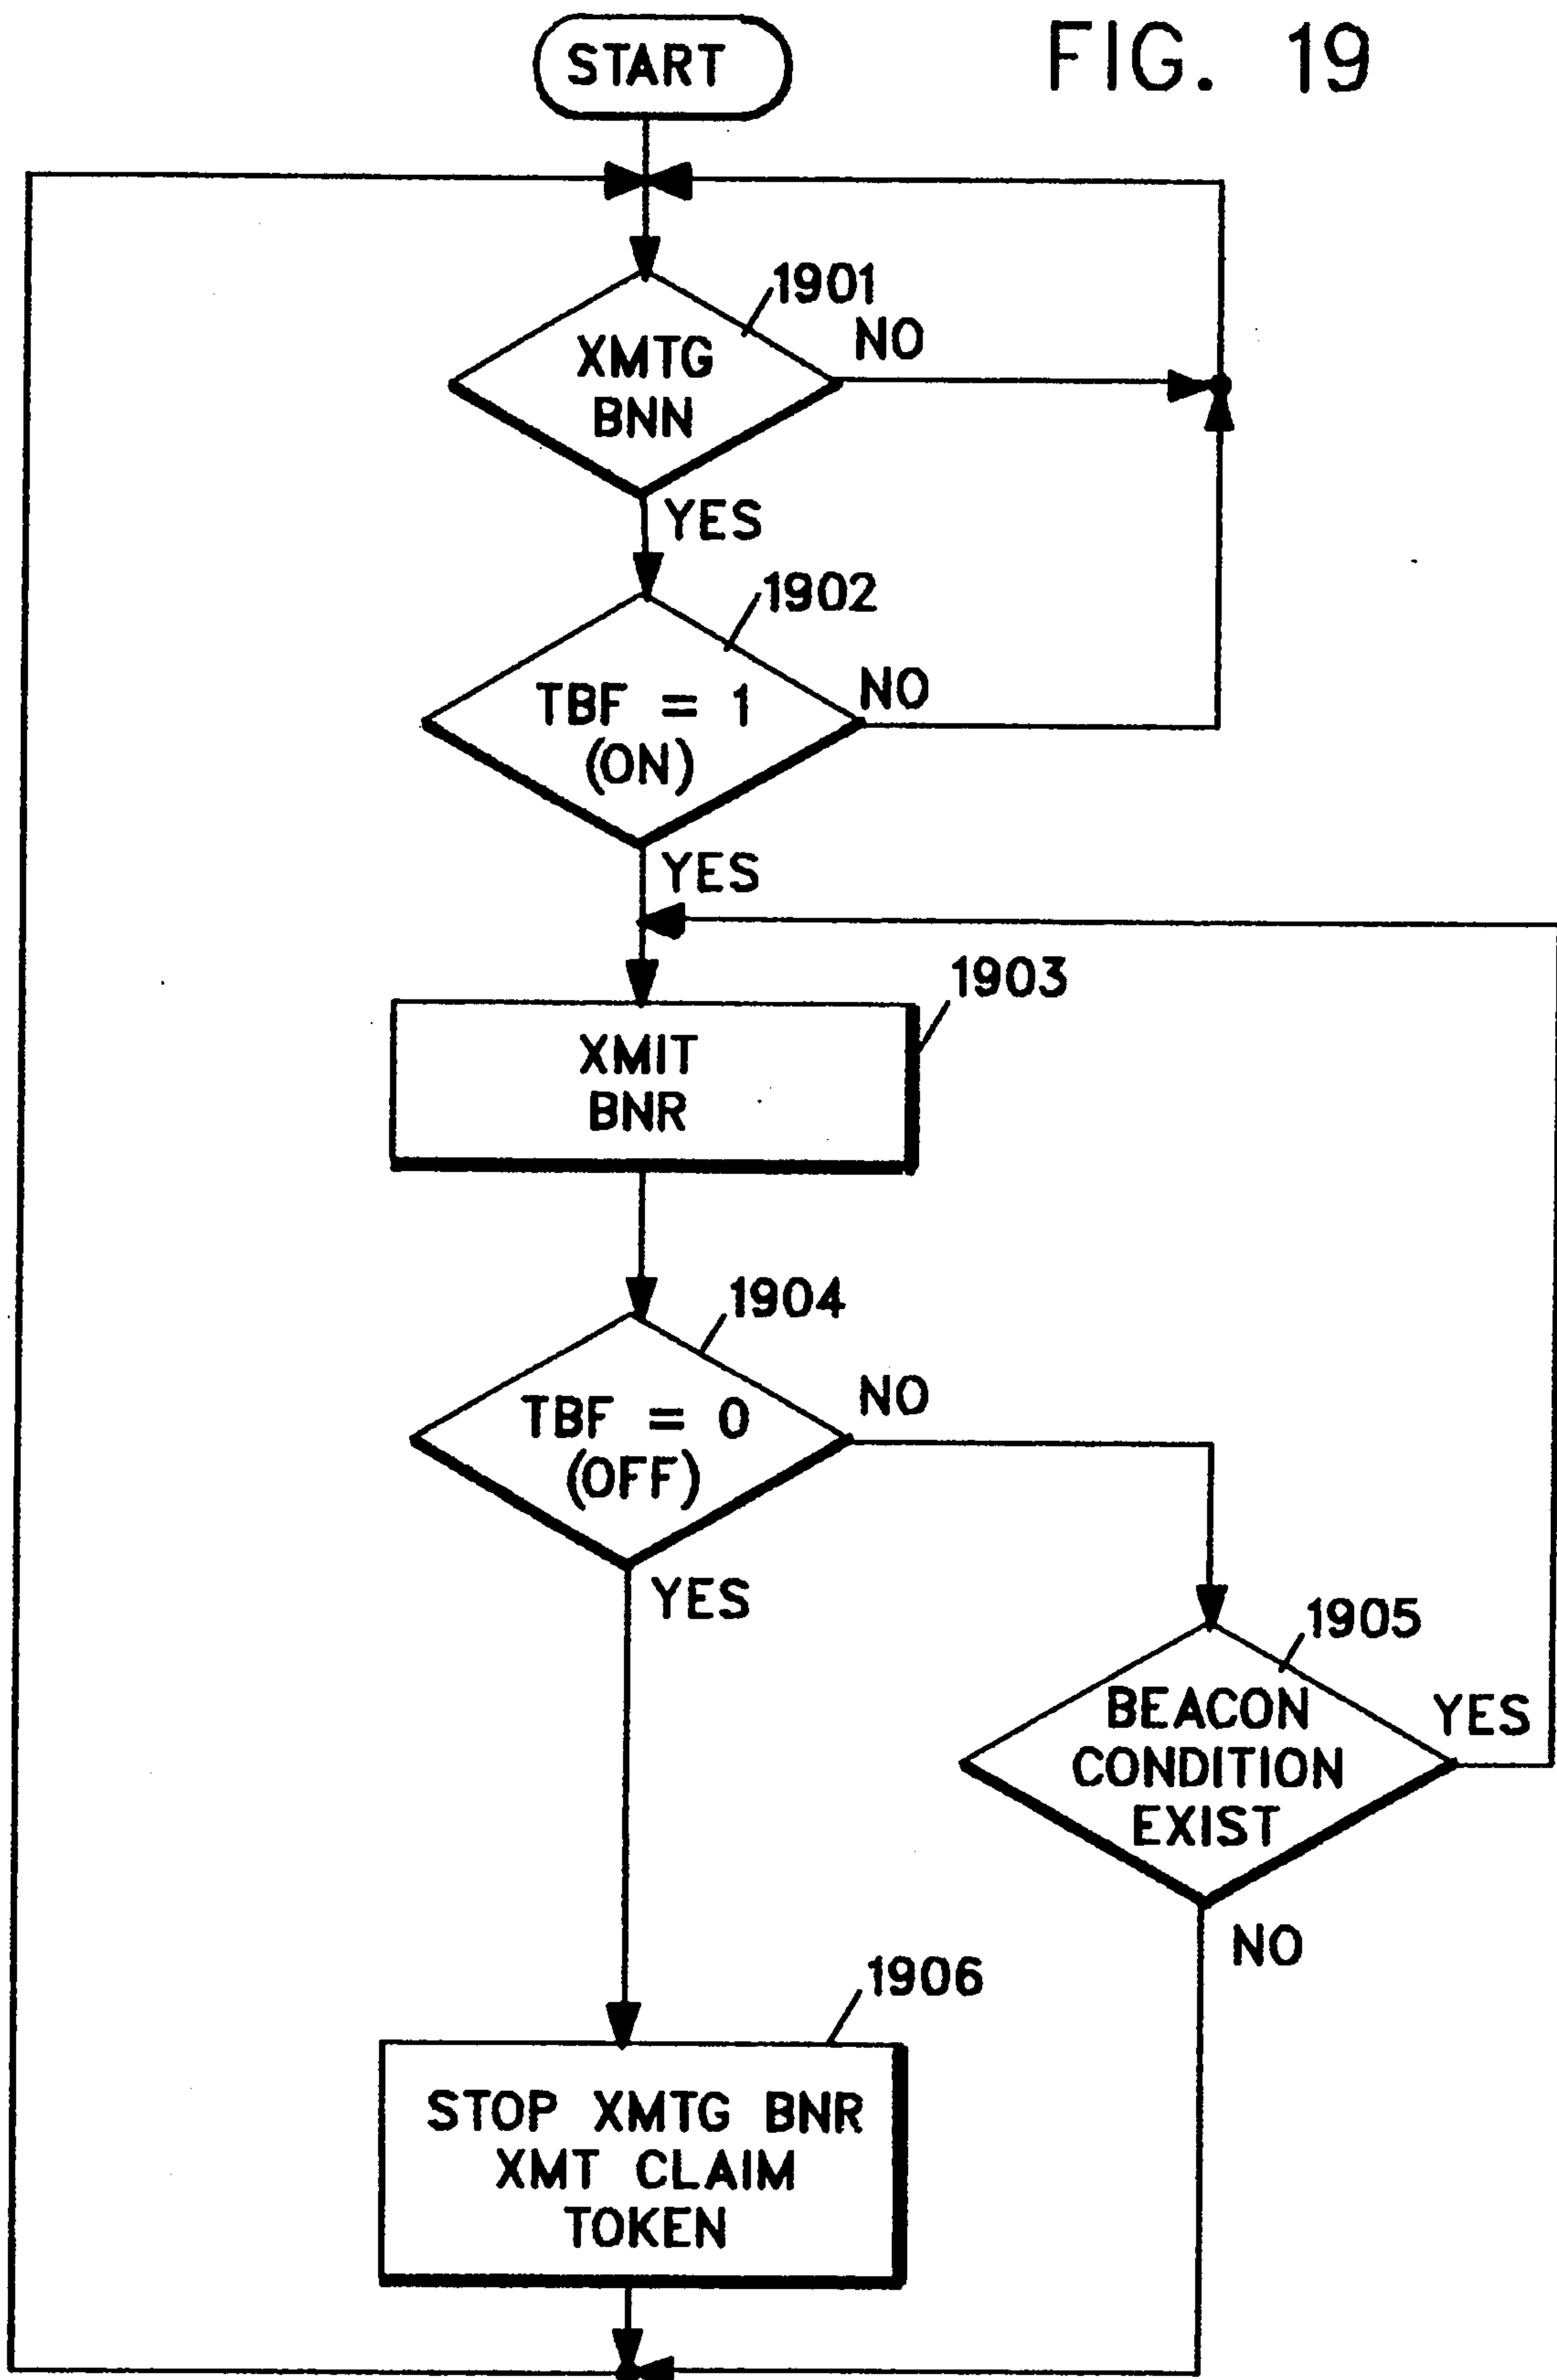 START
FIG. 19
1901
XMTG
BNN
NO
YES
1902
TBF = 1
(ON)
NO
YES
1903
XMIT
BNR
1904
TBF = 0
(OFF)
NO
YES
1905
BEACON
CONDITION
EXIST
YES
NO
1906
STOP XMTG BNR
XMT CLAIM
TOKEN